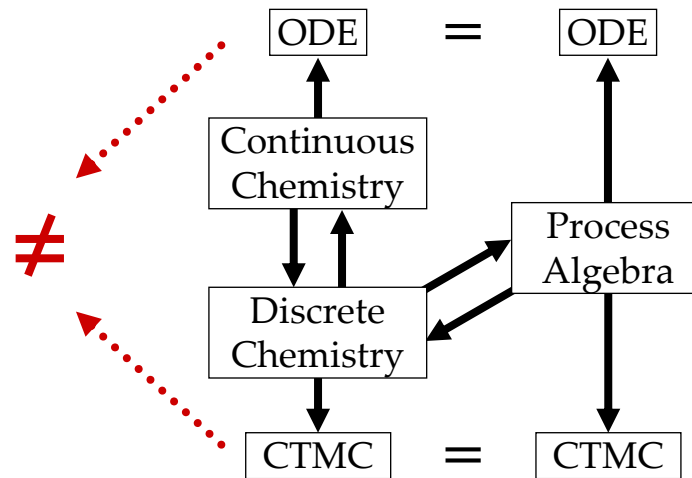 ODE = ODE
Continuous
Chemistry
≠
Process
Algebra
Discrete
Chemistry
CTMC = CTMC